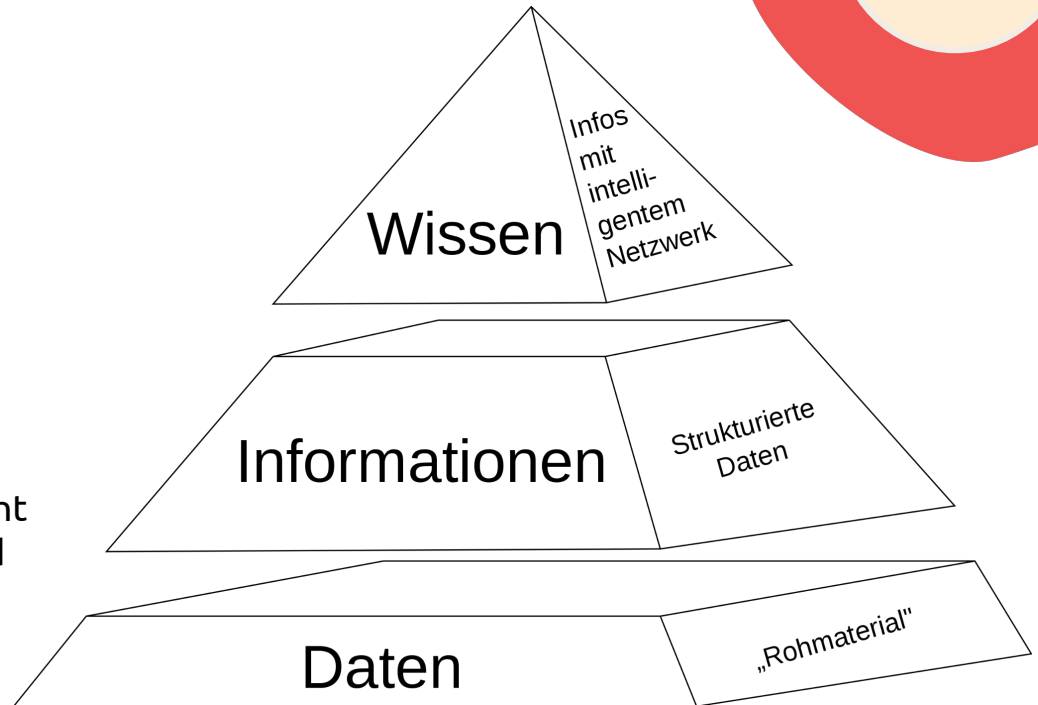 Wissen
Infos
mit
intelli-
gentem
Netzwerk
Informationen
Strukturierte
Daten
Daten
„Rohmaterial"